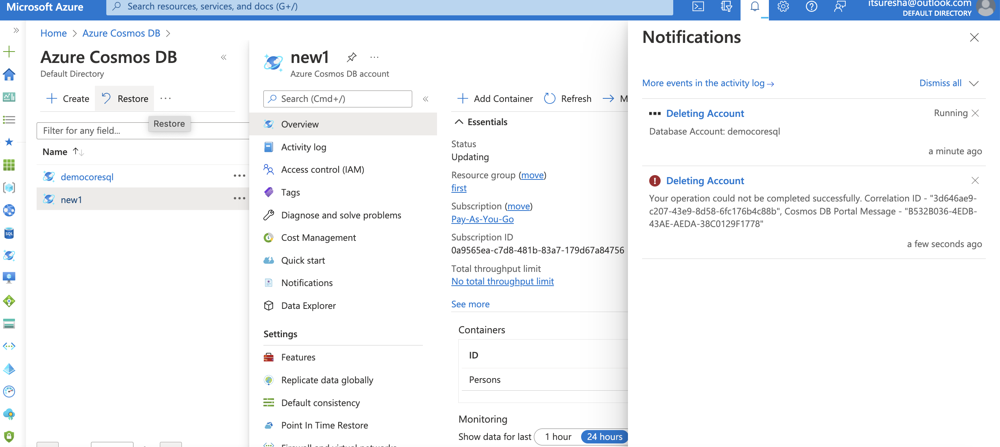 Microsoft Azure
Search resources, services, and docs (G+/)
itsuresha@outlook.com
DEFAULT DIRECTORY
Home > Azure Cosmos DB >
Azure Cosmos DB
Default Directory
Create
Restore
...
Restore
Filter for any field...
Name
democoresql
new1
new1
Azure Cosmos DB account
Search (Cmd+/)
Overview
Activity log
Access control (IAM)
Tags
Diagnose and solve problems
Cost Management
Quick start
Notifications
Data Explorer
Settings
Features
Replicate data globally
Default consistency
Point In Time Restore
Firewall and virtual networks
Add Container
Refresh
M
Essentials
Status
Updating
Resource group (move)
first
Subscription (move)
Pay-As-You-Go
Subscription ID
0a9565ea-c7d8-481b-83a7-179d67a84756
Total throughput limit
No total throughput limit
See more
Containers
ID
Persons
Monitoring
Show data for last 1 hour 24 hours
Notifications
More events in the activity log→
Dismiss all
Deleting Account
Running
Database Account: democoresql
a minute ago
Deleting Account
Your operation could not be completed successfully. Correlation ID - "3d646ae9-
c207-43e9-8d58-6fc176b4c88b", Cosmos DB Portal Message - "B532B036-4EDB-
43AE-AEDA-38C0129F1778"
a few seconds ago
SQL